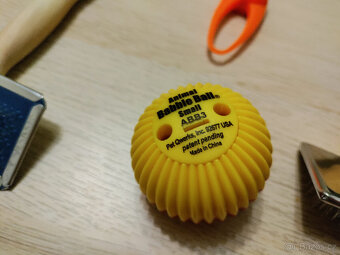 Animal
Babble Ball®
Small
ABB3
Pet Qwerks, Inc. 92677 USA
patent pending
Made in China